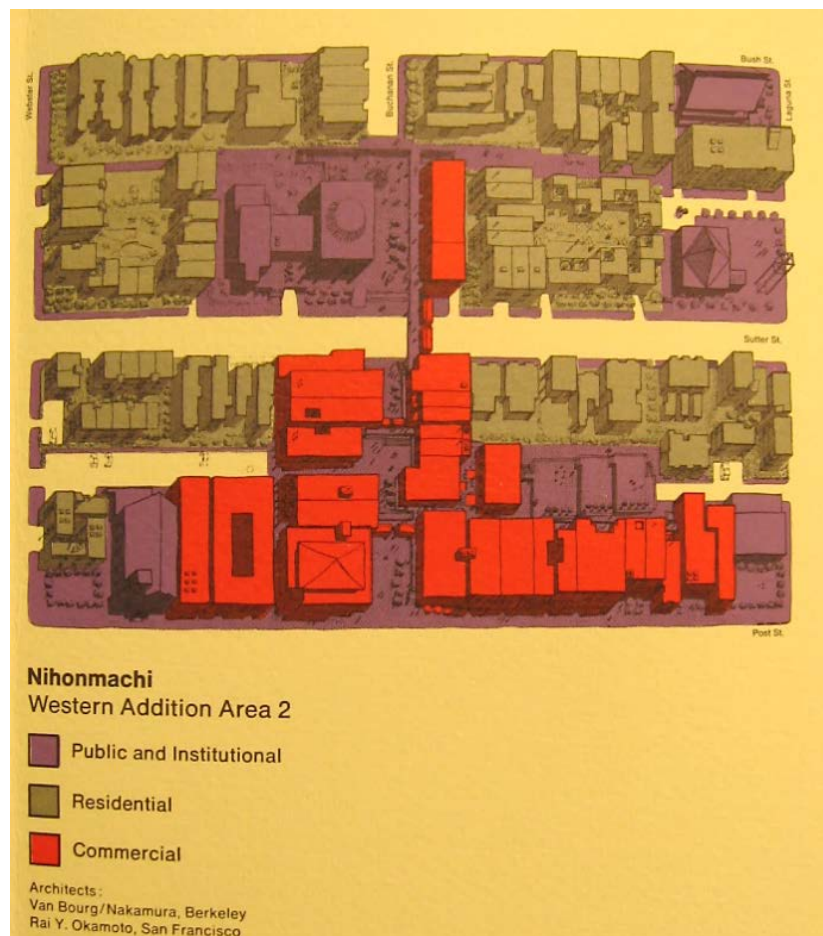 Bush St.
Webster St.
Buchanan St.
Laguna St.
Sutter St.
Post St.
Nihonmachi
Western Addition Area 2
Public and Institutional
Residential
Commercial
Architects:
Van Bourg/Nakamura, Berkeley
Rai Y. Okamoto, San Francisco